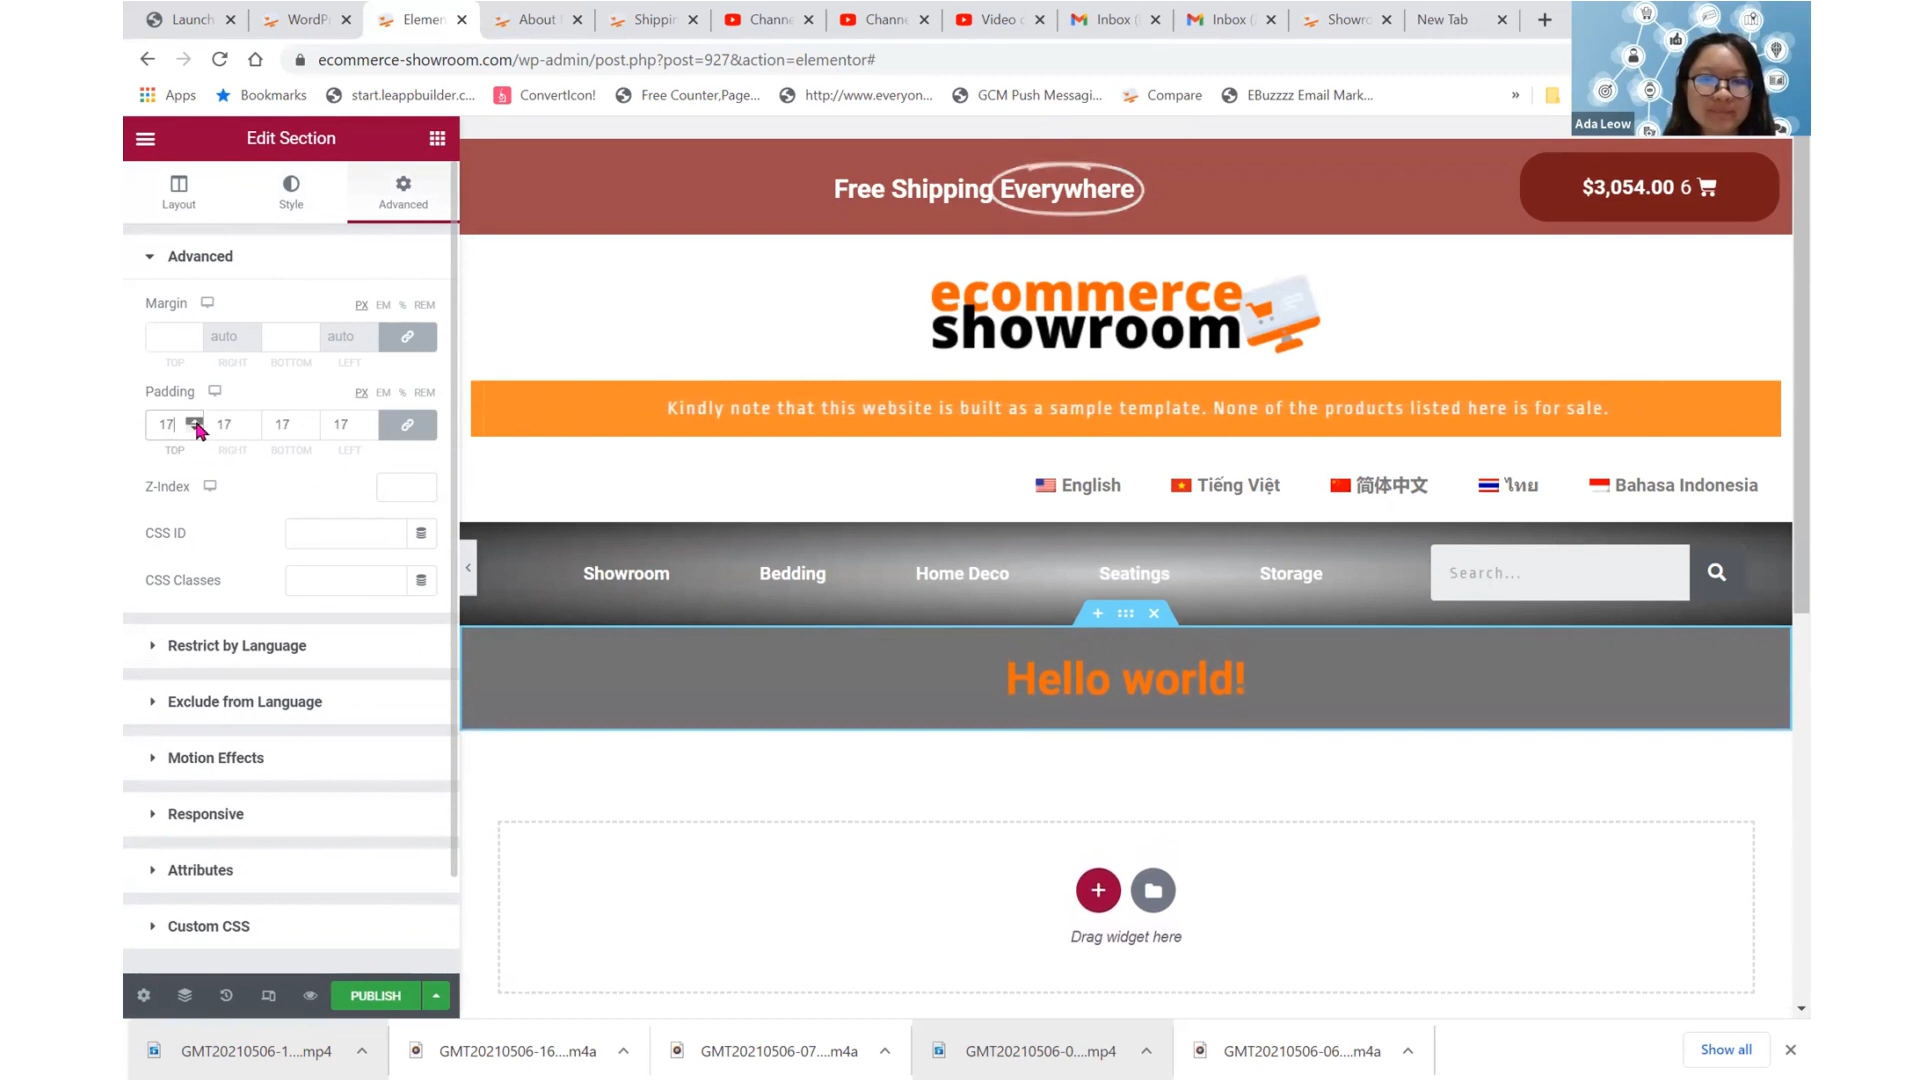 Launch
WordP
Elemen
About
Shippin
Channe
Channe
Video
Inbox (
Inbox (
Showro
New Tab
ecommerce-showroom.com/wp-admin/post.php?post=927&action=elementor#
Apps
Bookmarks
start.leappbuilder.c...
ConvertIcon!
Free Counter,Page...
http://www.everyon...
GCM Push Messagi...
Compare
EBuzzzz Email Mark...
»
Ada Leow
Edit Section
Layout
Style
Advanced
Advanced
Margin
PX EM % REM
auto auto
TOP RIGHT BOTTOM LEFT
Padding
PX EM % REM
17 17 17 17
TOP RIGHT BOTTOM LEFT
Z-Index
CSS ID
CSS Classes
Restrict by Language
Exclude from Language
Motion Effects
Responsive
Attributes
Custom CSS
PUBLISH
Free Shipping Everywhere
$3,054.00 6
ecommerce
showroom
Kindly note that this website is built as a sample template. None of the products listed here is for sale.
English
Tiếng Việt
简体中文
ไทย
Bahasa Indonesia
Showroom
Bedding
Home Deco
Seatings
Storage
Search...
Hello world!
Drag widget here
GMT20210506-1....mp4
GMT20210506-16....m4a
GMT20210506-07....m4a
GMT20210506-0....mp4
GMT20210506-06....m4a
Show all